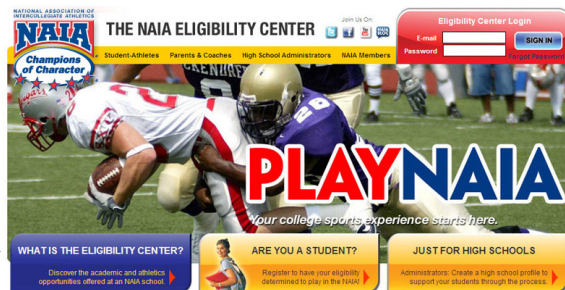 NATIONAL ASSOCIATION OF
INTERCOLLEGIATE ATHLETICS
NAIA
Champions
of Character
THE NAIA ELIGIBILITY CENTER
Join Us On:
Eligibility Center Login
E-mail
Password
SIGN IN
Forgot Password
Student-Athletes
Parents & Coaches
High School Administrators
NAIA Members
28
PLAYNAIA
Your college sports experience starts here.
WHAT IS THE ELIGIBILITY CENTER?
Discover the academic and athletics
opportunities offered at an NAIA school.
ARE YOU A STUDENT?
Register to have your eligibility
determined to play in the NAIA!
JUST FOR HIGH SCHOOLS
Administrators: Create a high school profile to
support your students through the process.